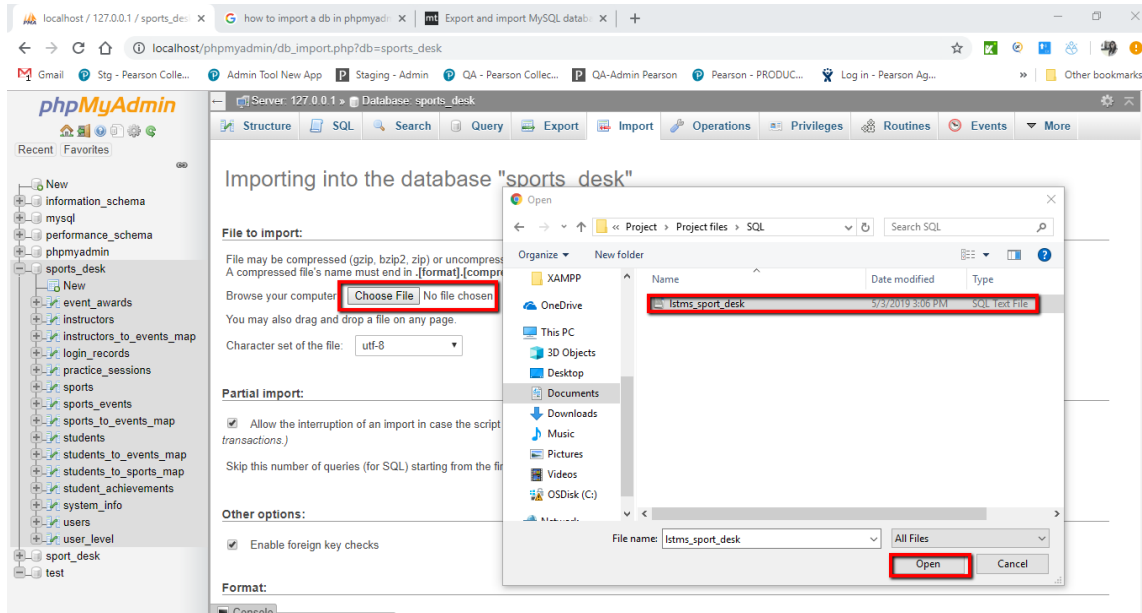 localhost / 127.0.0.1 / sports_des
how to import a db in phpmyadm
Export and import MySQL databa
localhost/phpmyadmin/db_import.php?db=sports_desk
Gmail Stg - Pearson Colle... Admin Tool New App Staging - Admin QA - Pearson Collec... QA-Admin Pearson Pearson - PRODUC... Log in - Pearson Ag... » Other bookmarks
phpMyAdmin
Recent Favorites
New
information_schema
mysql
performance_schema
phpmyadmin
sports_desk
New
event_awards
instructors
instructors_to_events_map
login_records
practice_sessions
sports
sports_events
sports_to_events_map
students
students_to_events_map
students_to_sports_map
student_achievements
system_info
users
user_level
sport_desk
test
Server: 127.0.0.1 » Database: sports_desk
Structure SQL Search Query Export Import Operations Privileges Routines Events More
Importing into the database "sports_desk"
File to import:
File may be compressed (gzip, bzip2, zip) or uncompress
A compressed file's name must end in .[format].[compre
Browse your computer: Choose File No file chosen
You may also drag and drop a file on any page.
Character set of the file: utf-8
Partial import:
Allow the interruption of an import in case the script
transactions.)
Skip this number of queries (for SQL) starting from the fir
Other options:
Enable foreign key checks
Format:
Console
Open
« Project > Project files > SQL
Search SQL
Organize New folder
XAMPP
OneDrive
This PC
3D Objects
Desktop
Documents
Downloads
Music
Pictures
Videos
OSDisk (C:)
Network
Name Date modified Type
lstms_sport_desk 5/3/2019 3:06 PM SQL Text File
File name: lstms_sport_desk All Files
Open Cancel